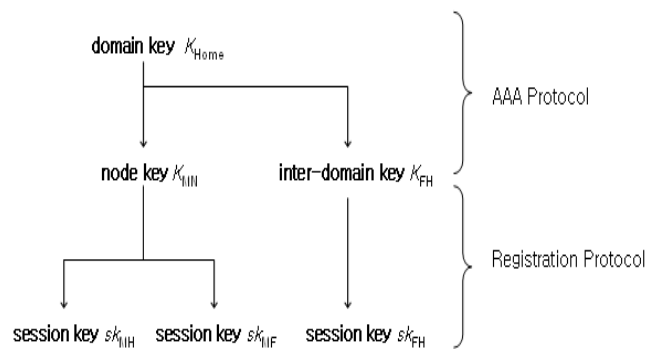 domain key K_Home
AAA Protocol
node key K_MN
inter-domain key K_FH
Registration Protocol
session key sk_MH
session key sk_MF
session key sk_FH